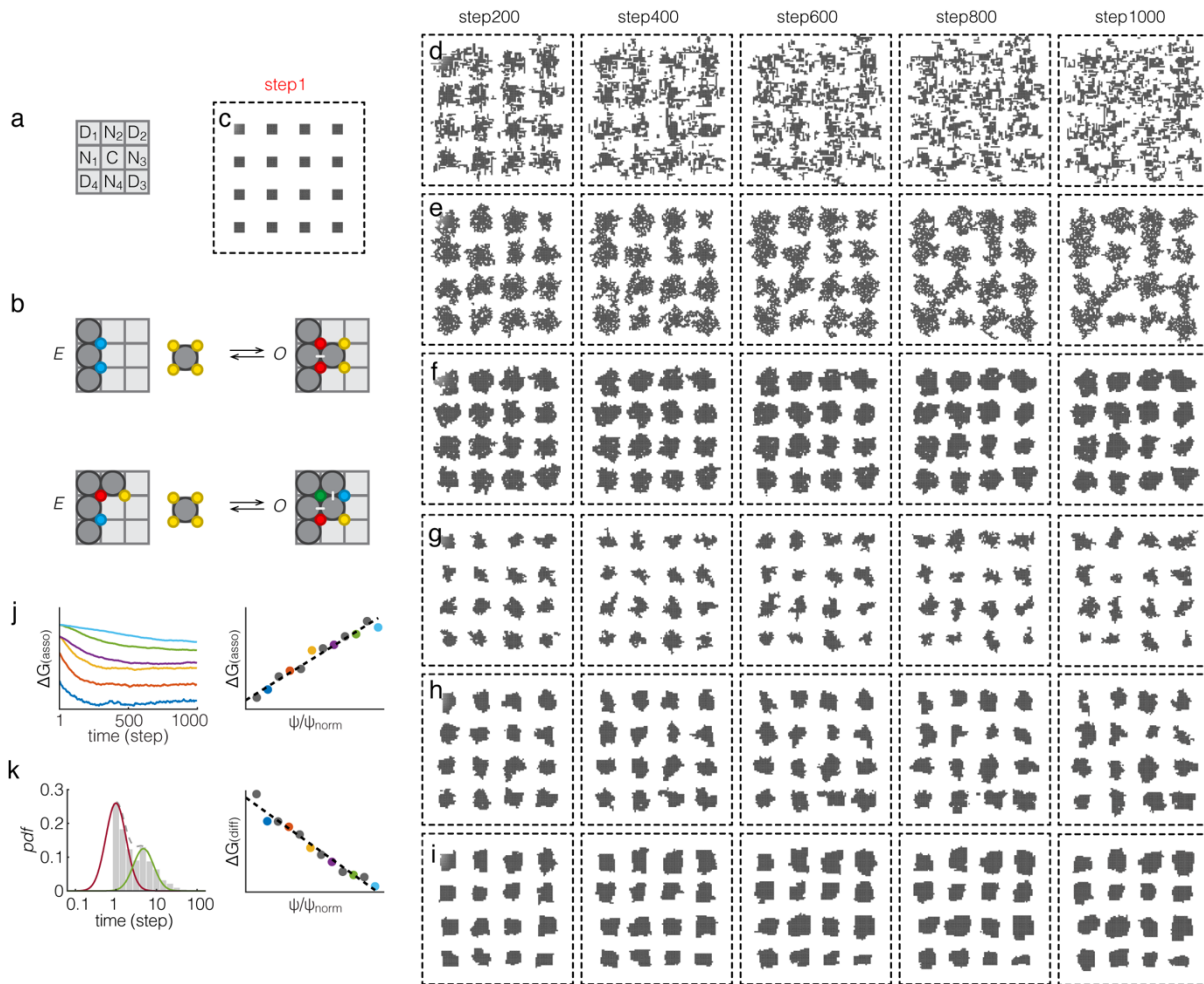 step200 step400 step600 step800 step1000
a
D₁ N₂ D₂
N₁ C N₃
D₄ N₄ D₃
step1
c
b
E O
E O
j
ΔG(asso)
1 500 1000
time (step)
ΔG(asso)
ψ/ψnorm
k
pdf
0.3
0.2
0.1
0
0.1 1 10 100
time (step)
ΔG(diff)
ψ/ψnorm
d
e
f
g
h
i